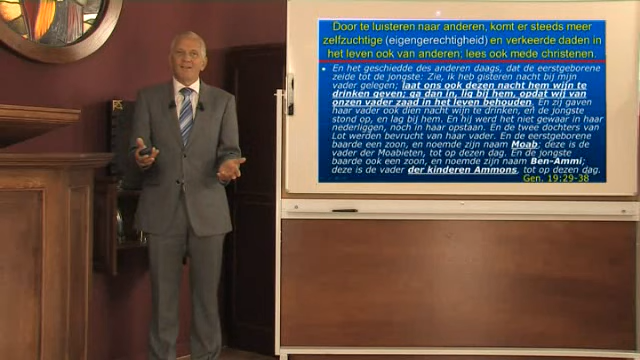 Door te luisteren naar anderen, komt er steeds meer
zelfzuchtige (eigengerechtigheid) en verkeerde daden in
het leven ook van anderen; lees ook mede christenen.
• En het geschiedde des anderen daags, dat de eerstgeborene
zeide tot de jongste: Zie, ik heb gisteren nacht bij mijn
vader gelegen; laat ons ook dezen nacht hem wijn te
drinken geven; ga dan in, lig bij hem, opdat wij van
onzen vader zaad in het leven behouden. En zij gaven
haar vader ook dien nacht wijn te drinken, en de jongste
stond op, en lag bij hem. En hij werd het niet gewaar in haar
nederliggen, noch in haar opstaan. En de twee dochters van
Lot werden bevrucht van haar vader. En de eerstgeborene
baarde een zoon, en noemde zijn naam Moab; deze is de
vader der Moabieten, tot op dezen dag. En de jongste
baarde ook een zoon, en noemde zijn naam Ben-Ammi;
deze is de vader der kinderen Ammons, tot op dezen dag.
Gen. 19:29-38